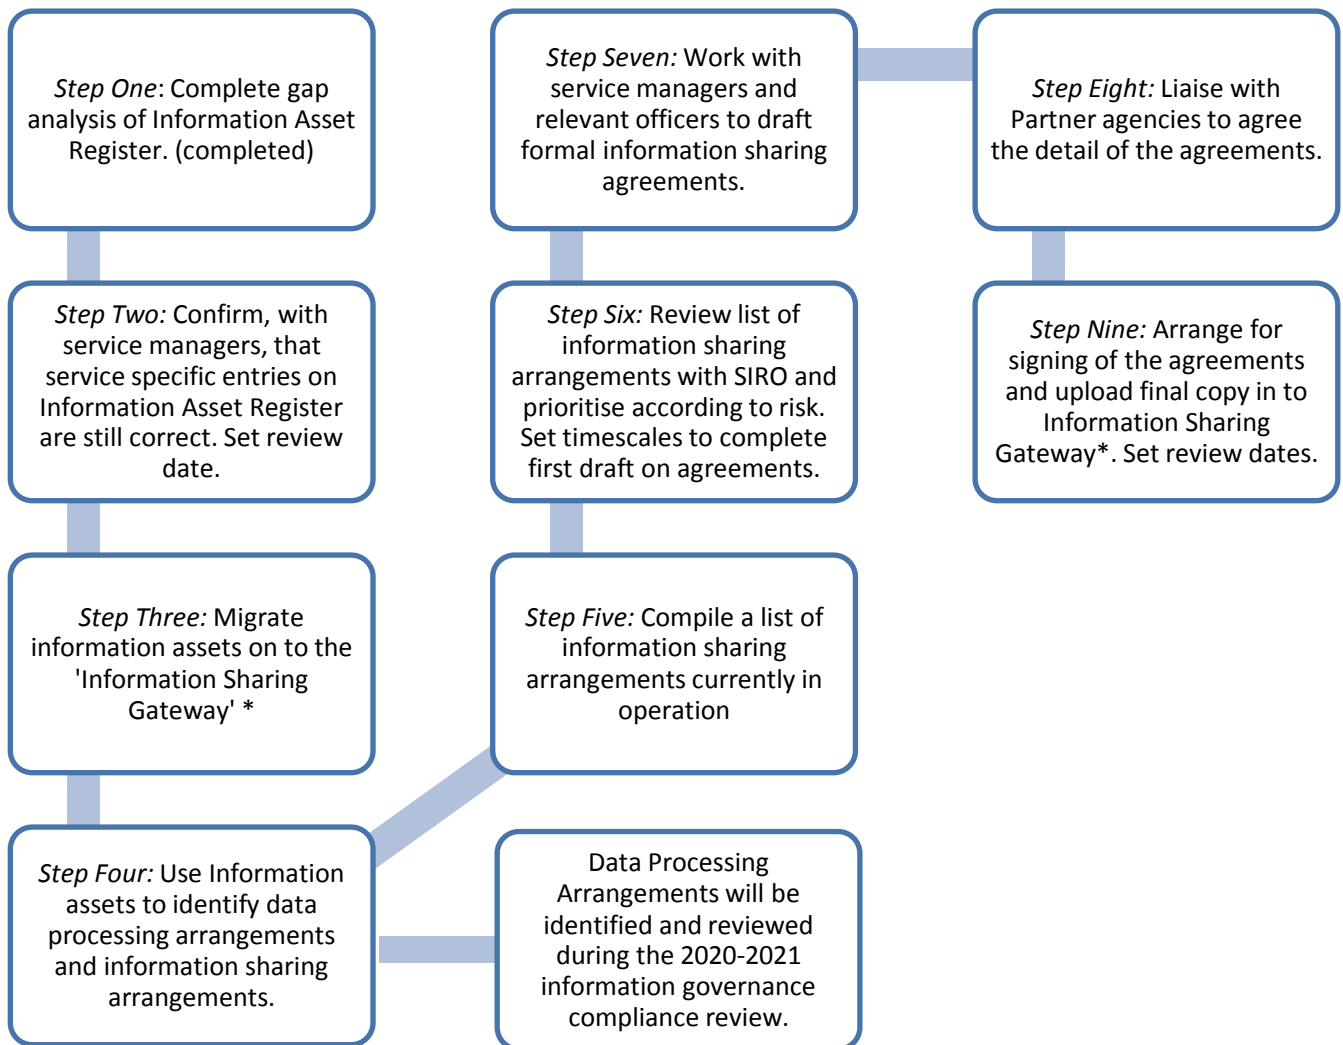 Step One: Complete gap
analysis of Information Asset
Register. (completed)
Step Two: Confirm, with
service managers, that
service specific entries on
Information Asset Register
are still correct. Set review
date.
Step Three: Migrate
information assets on to the
'Information Sharing
Gateway' *
Step Four: Use Information
assets to identify data
processing arrangements
and information sharing
arrangements.
Data Processing
Arrangements will be
identified and reviewed
during the 2020-2021
information governance
compliance review.
Step Five: Compile a list of
information sharing
arrangements currently in
operation
Step Six: Review list of
information sharing
arrangements with SIRO and
prioritise according to risk.
Set timescales to complete
first draft on agreements.
Step Seven: Work with
service managers and
relevant officers to draft
formal information sharing
agreements.
Step Eight: Liaise with
Partner agencies to agree
the detail of the agreements.
Step Nine: Arrange for
signing of the agreements
and upload final copy in to
Information Sharing
Gateway*. Set review dates.